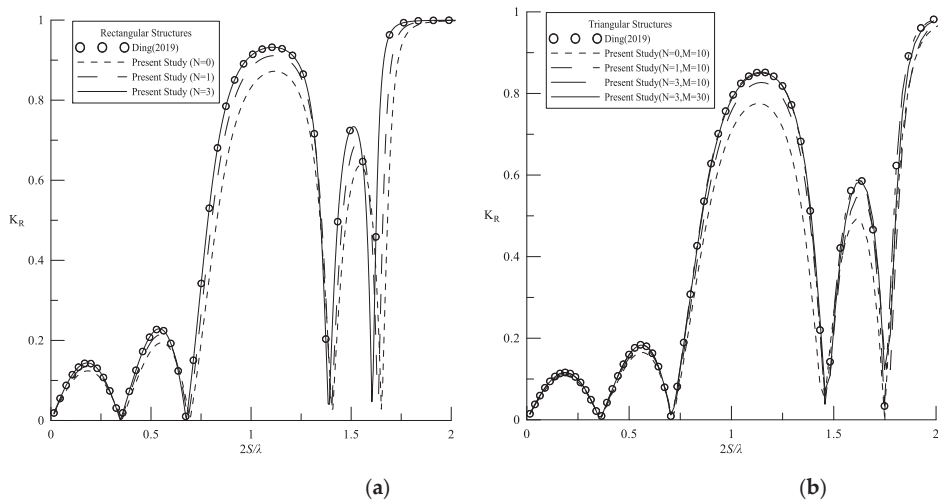 Rectangular Structures
Ding(2019)
Present Study (N=0)
Present Study (N=1)
Present Study (N=3)
1
0.8
0.6
K_R
0.4
0.2
0
0 0.5 1 1.5 2
2S/λ
(a)
Triangular Structures
Ding(2019)
Present Study(N=0,M=10)
Present Study(N=1,M=10)
Present Study(N=3,M=10)
Present Study(N=3,M=30)
1
0.8
0.6
K_R
0.4
0.2
0
0 0.5 1 1.5 2
2S/λ
(b)